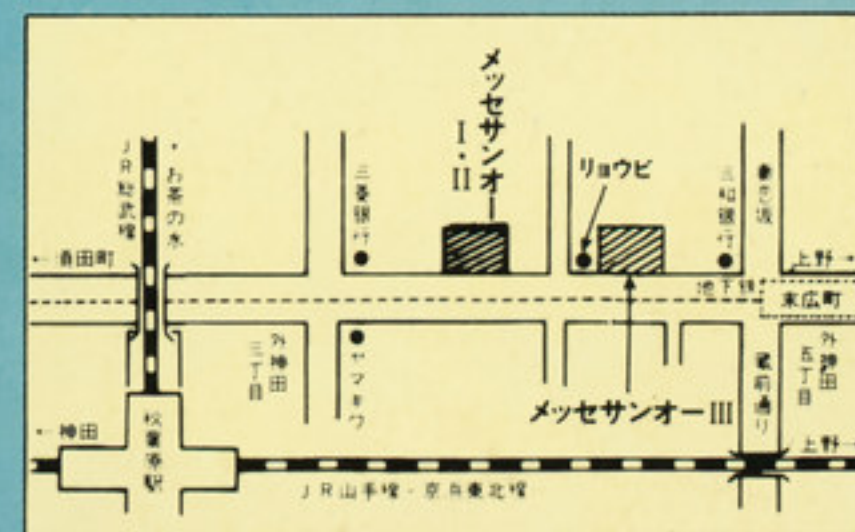 メッセサンオー
I・II
リョウビ
・お茶の水
JR総武線
三菱銀行
三和銀行
←須田町
上野→
地下鉄
末広町
外神田
三丁目
ヤマギワ
蔵前通り
外神田
五丁目
メッセサンオーIII
←神田
秋葉原駅
上野→
JR山手線・京浜東北線